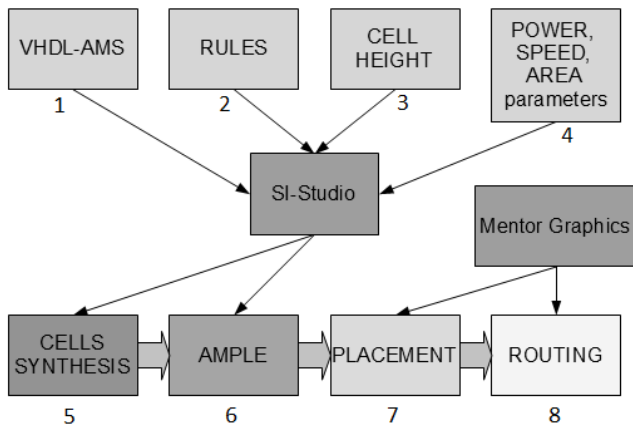 VHDL-AMS
RULES
CELL
HEIGHT
POWER,
SPEED,
AREA
parameters
1
2
3
4
SI-Studio
Mentor Graphics
CELLS
SYNTHESIS
AMPLE
PLACEMENT
ROUTING
5
6
7
8